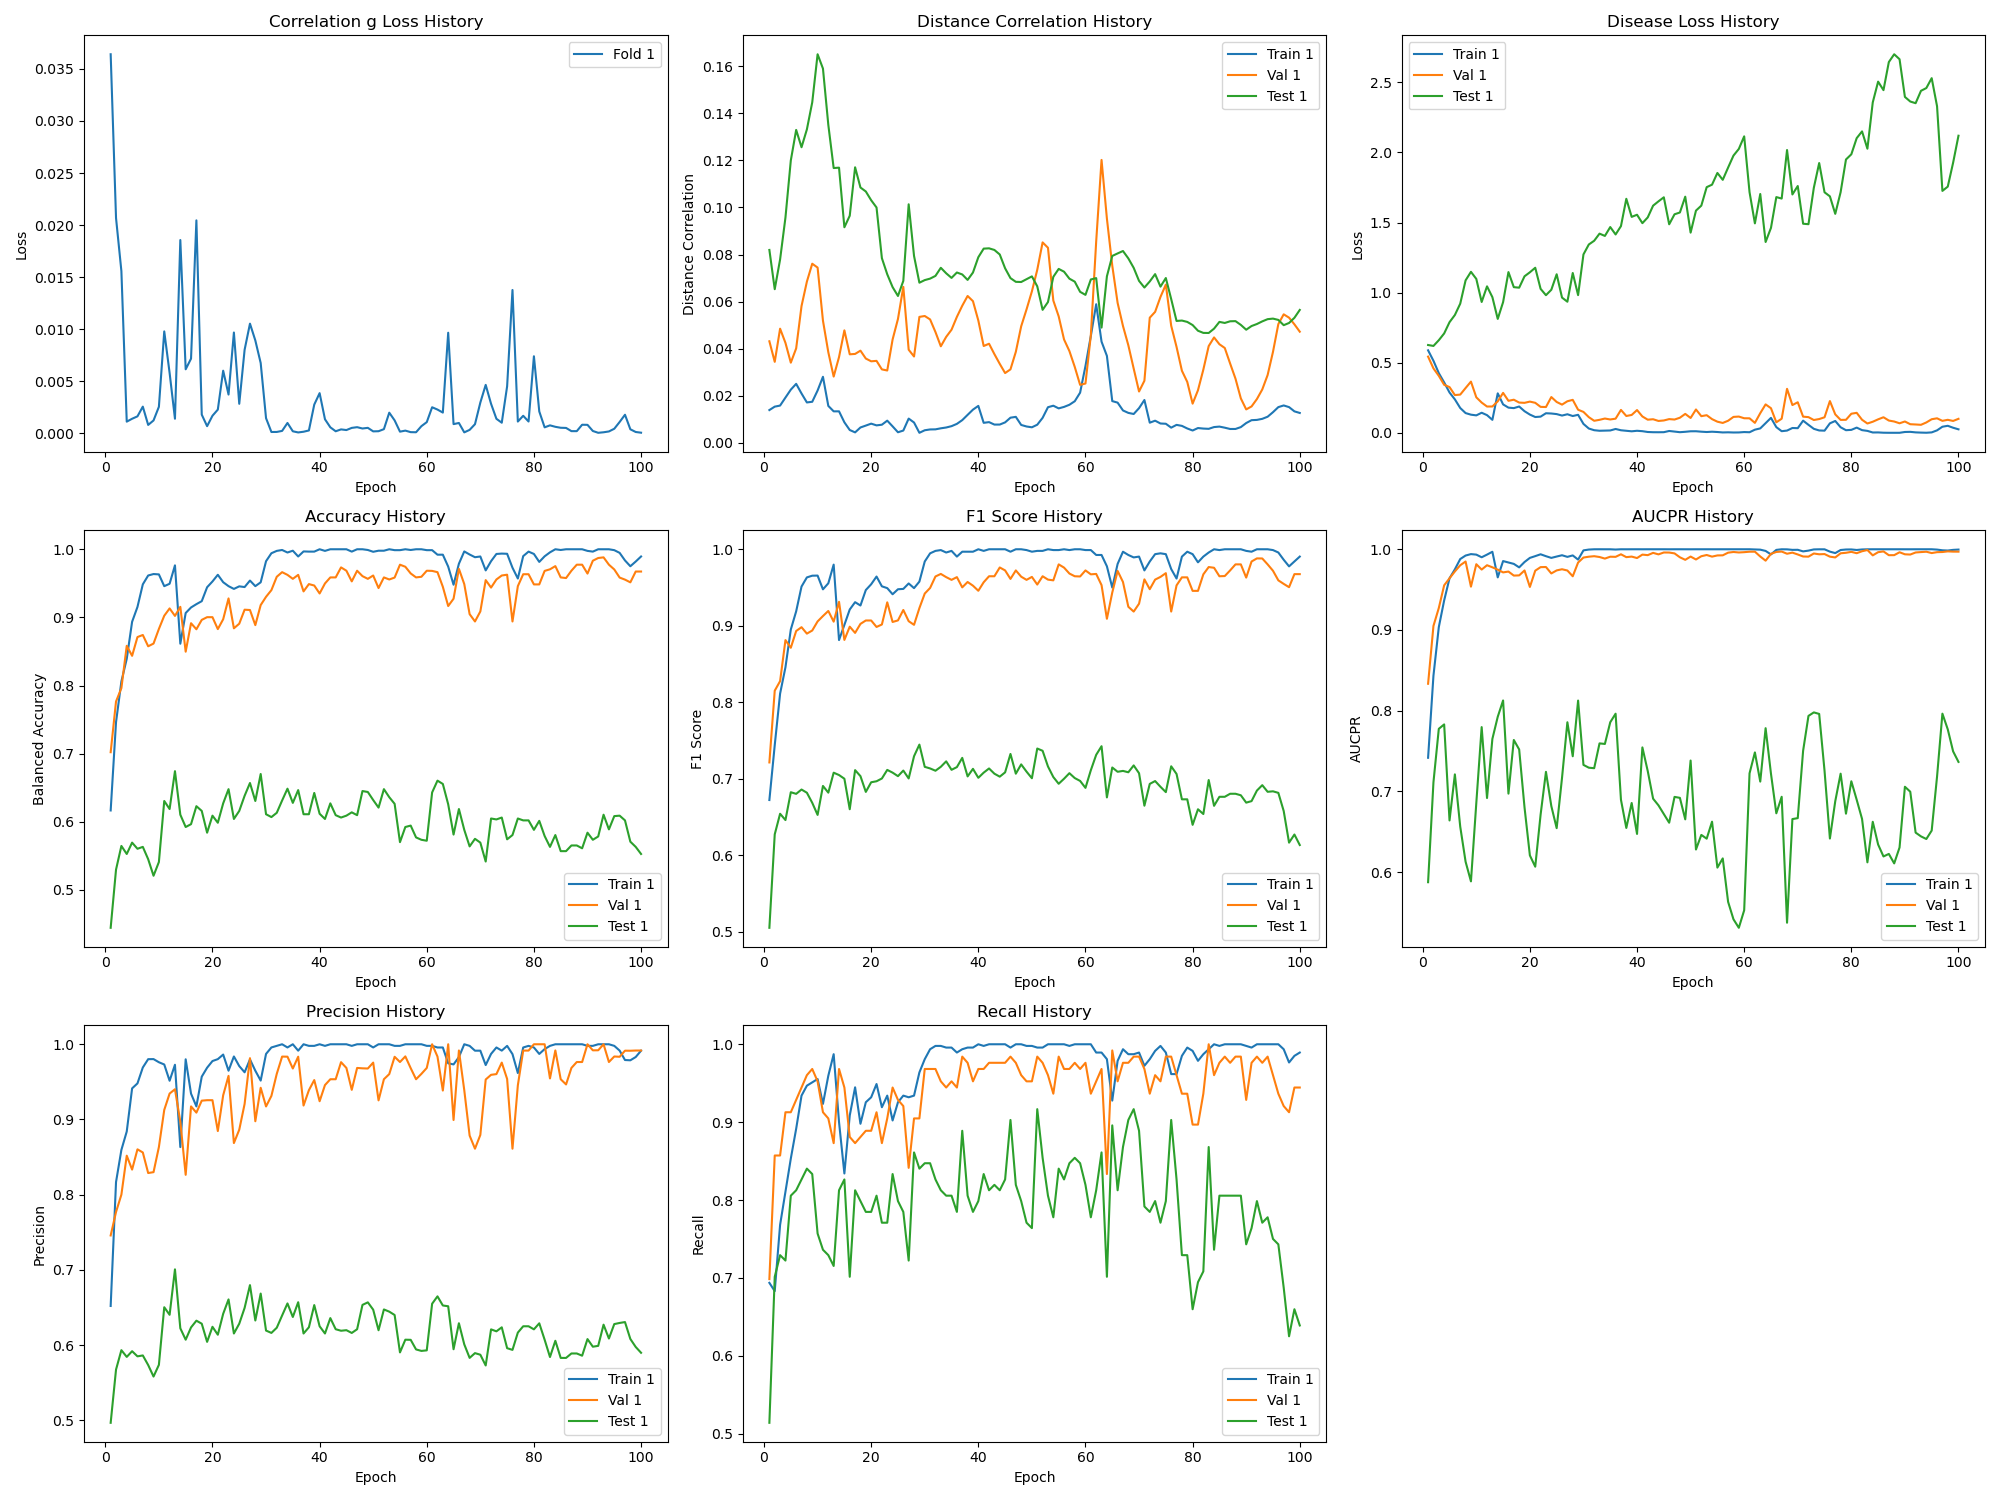 Correlation g Loss History
Loss
0.035
0.030
0.025
0.020
0.015
0.010
0.005
0.000
0 20 40 60 80 100
Epoch
Fold 1
Distance Correlation History
Distance Correlation
0.16
0.14
0.12
0.10
0.08
0.06
0.04
0.02
0.00
0 20 40 60 80 100
Epoch
Train 1
Val 1
Test 1
Disease Loss History
Loss
2.5
2.0
1.5
1.0
0.5
0.0
0 20 40 60 80 100
Epoch
Train 1
Val 1
Test 1
Accuracy History
Balanced Accuracy
1.0
0.9
0.8
0.7
0.6
0.5
0 20 40 60 80 100
Epoch
Train 1
Val 1
Test 1
F1 Score History
F1 Score
1.0
0.9
0.8
0.7
0.6
0.5
0 20 40 60 80 100
Epoch
Train 1
Val 1
Test 1
AUCPR History
AUCPR
1.0
0.9
0.8
0.7
0.6
0 20 40 60 80 100
Epoch
Train 1
Val 1
Test 1
Precision History
Precision
1.0
0.9
0.8
0.7
0.6
0.5
0 20 40 60 80 100
Epoch
Train 1
Val 1
Test 1
Recall History
Recall
1.0
0.9
0.8
0.7
0.6
0.5
0 20 40 60 80 100
Epoch
Train 1
Val 1
Test 1